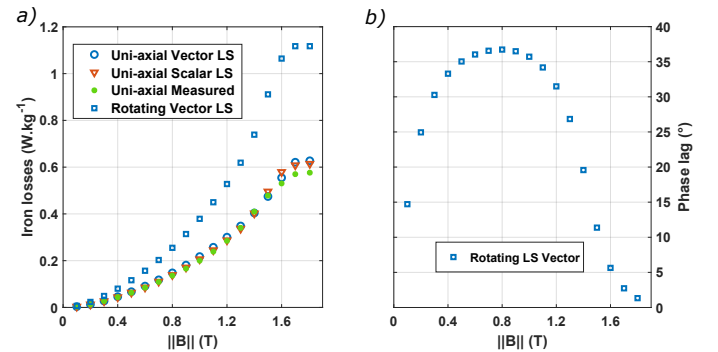 a)
Iron losses (W.kg-1)
1.2
1
0.8
0.6
0.4
0.2
0
Uni-axial Vector LS
Uni-axial Scalar LS
Uni-axial Measured
Rotating Vector LS
0 0.4 0.8 1.2 1.6
||B|| (T)
b)
Rotating LS Vector
40
35
30
25
20
15
10
5
0
Phase lag (°)
0 0.4 0.8 1.2 1.6
||B|| (T)